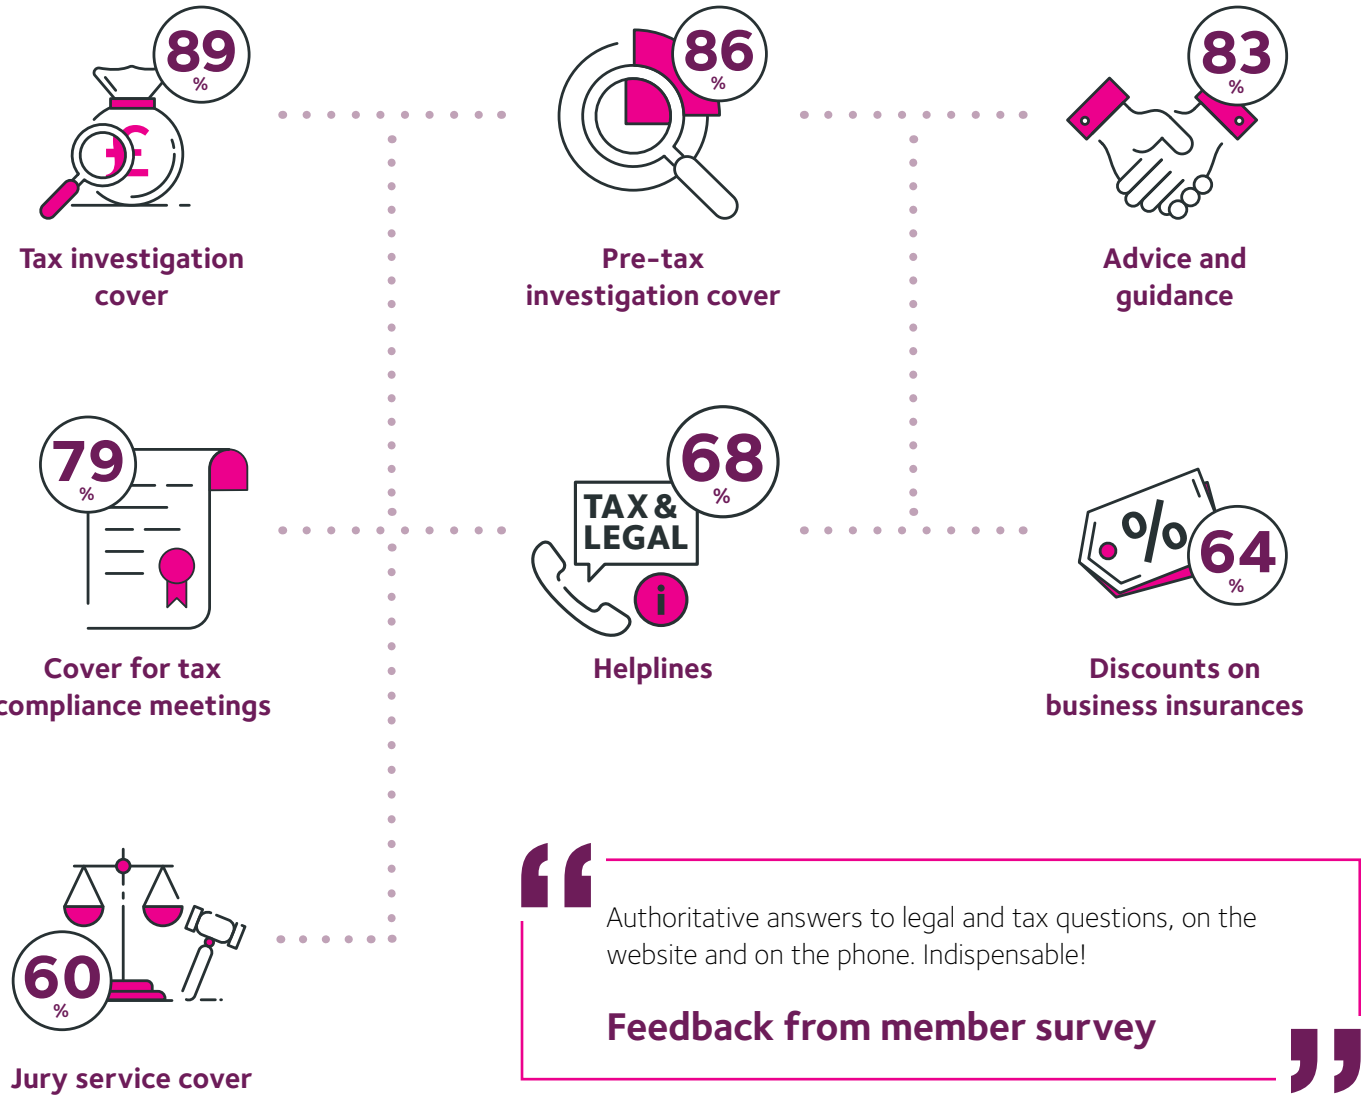 89
%
Tax investigation
cover
86
%
Pre-tax
investigation cover
83
%
Advice and
guidance
79
%
Cover for tax
compliance meetings
68
%
TAX &
LEGAL
i
Helplines
%
64
%
Discounts on
business insurances
60
%
Jury service cover
£
“
Authoritative answers to legal and tax questions, on the
website and on the phone. Indispensable!
Feedback from member survey
”